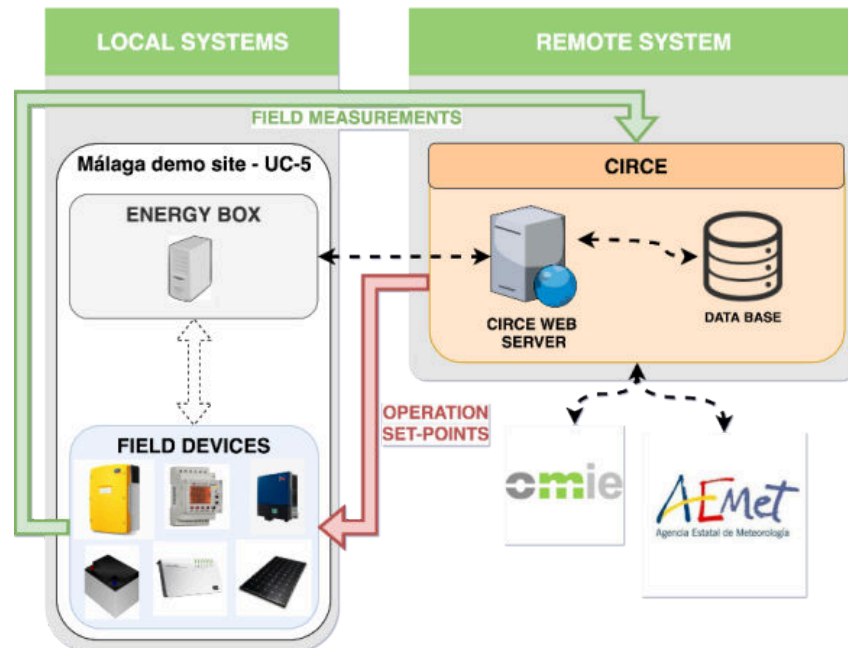 LOCAL SYSTEMS
REMOTE SYSTEM
FIELD MEASUREMENTS
Málaga demo site - UC-5
CIRCE
ENERGY BOX
CIRCE WEB
SERVER
DATA BASE
OPERATION
SET-POINTS
FIELD DEVICES
omie
AEMet
Agencia Estatal de Meteorología